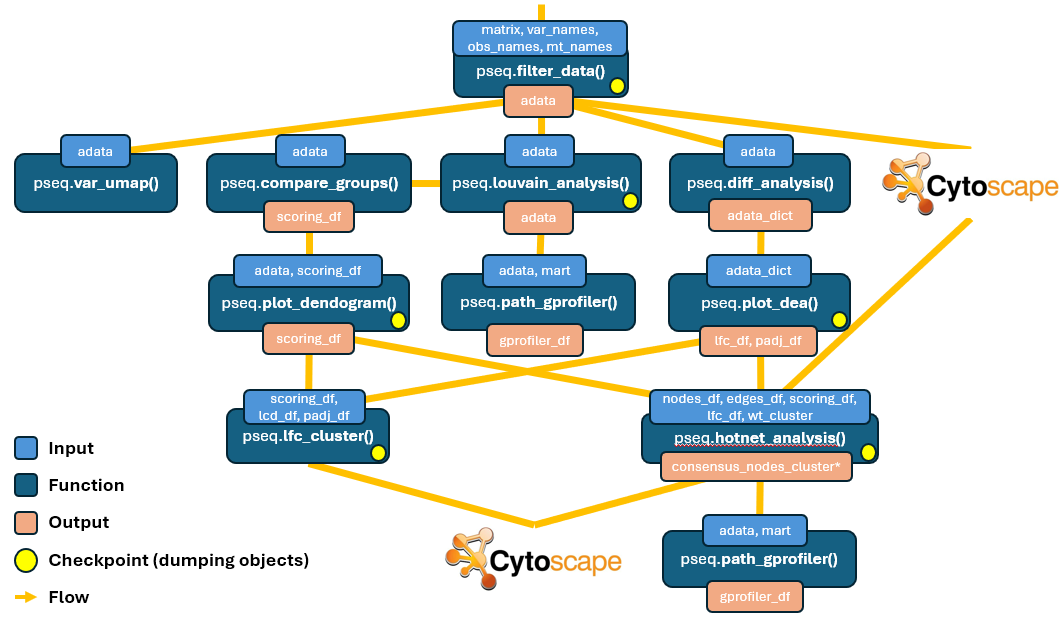 matrix, var_names,
obs_names, mt_names
pseq.filter_data()
adata
adata
adata
adata
adata
pseq.var_umap()
pseq.compare_groups()
pseq.louvain_analysis()
pseq.diff_analysis()
Cytoscape
scoring_df
adata
adata_dict
adata, scoring_df
adata, mart
adata_dict
pseq.plot_dendogram()
pseq.path_gprofiler()
pseq.plot_dea()
scoring_df
gprofiler_df
lfc_df, padj_df
scoring_df,
lcd_df, padj_df
pseq.lfc_cluster()
nodes_df, edges_df, scoring_df,
lfc_df, wt_cluster
pseq.hotnet_analysis()
consensus_nodes_cluster*
Cytoscape
adata, mart
pseq.path_gprofiler()
gprofiler_df
Input
Function
Output
Checkpoint (dumping objects)
Flow